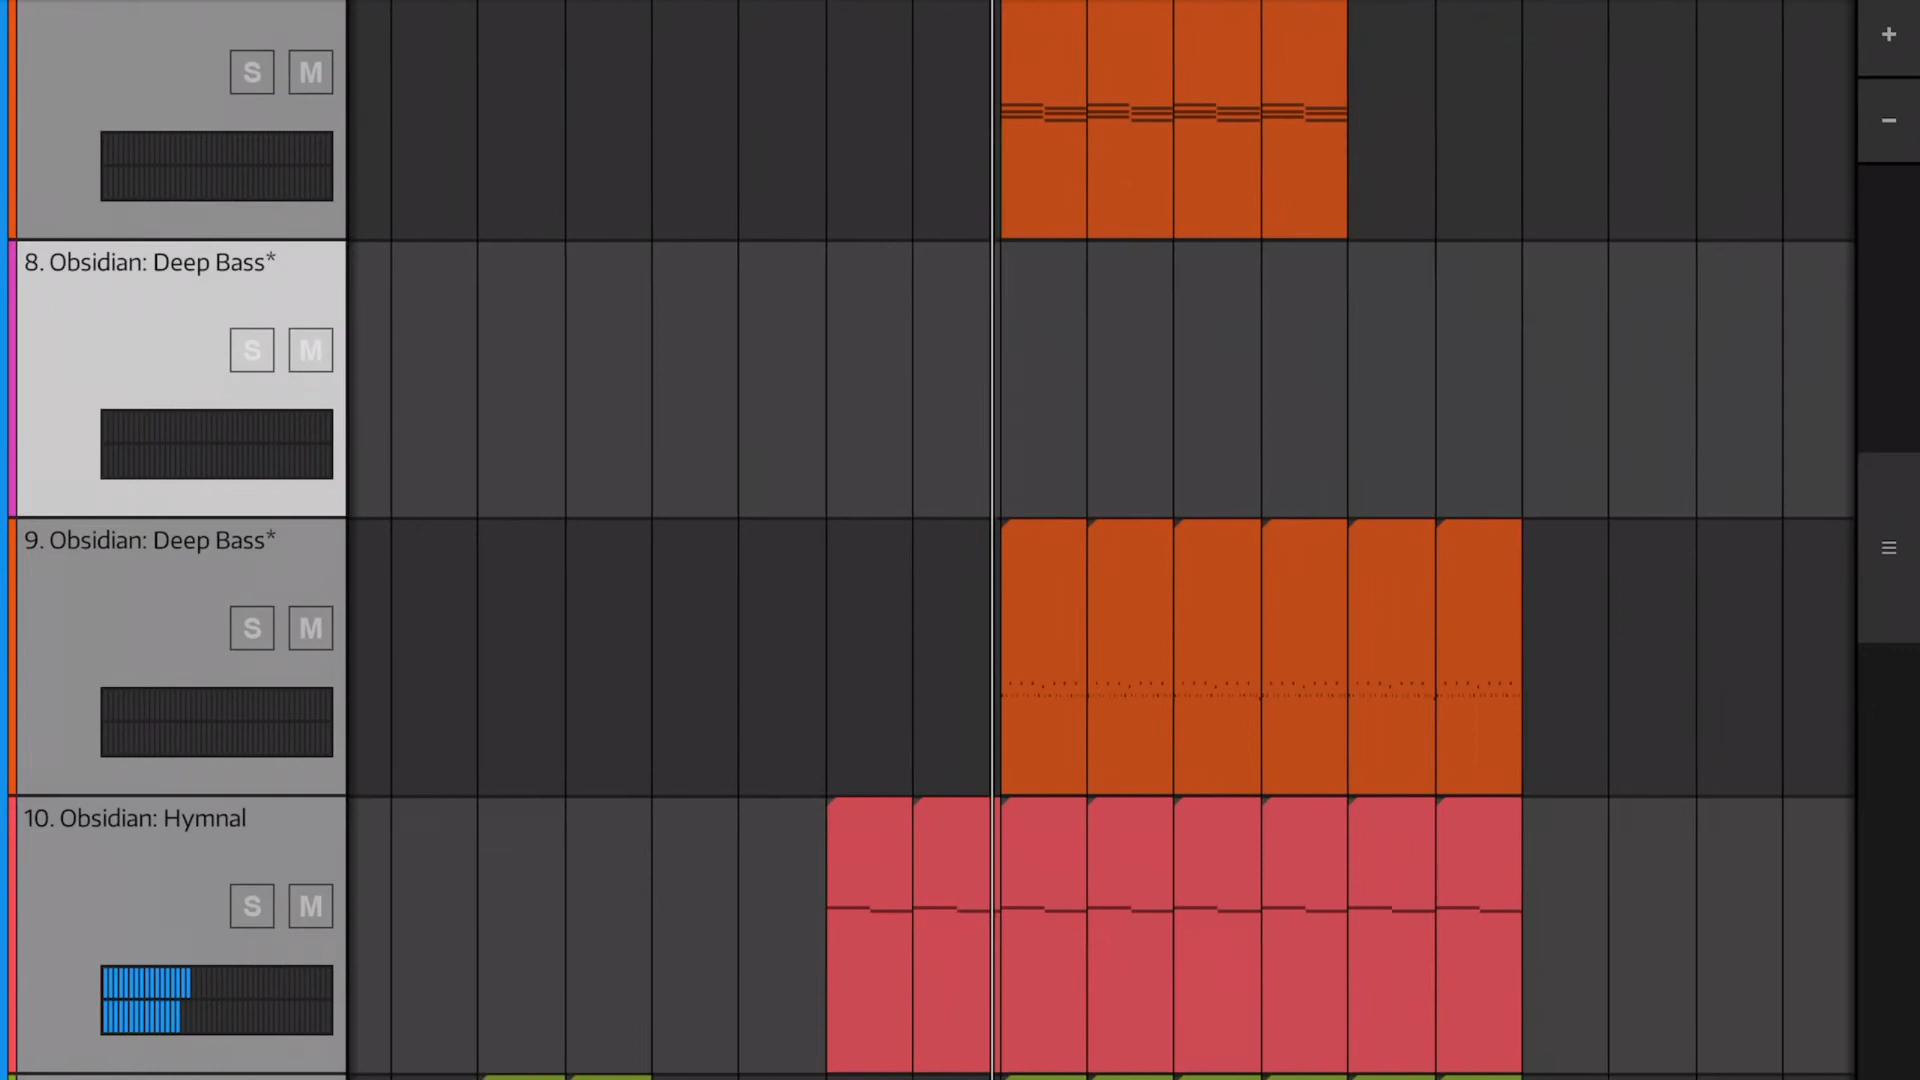 S M
8. Obsidian: Deep Bass*
S M
9. Obsidian: Deep Bass*
S M
10. Obsidian: Hymnal
S M